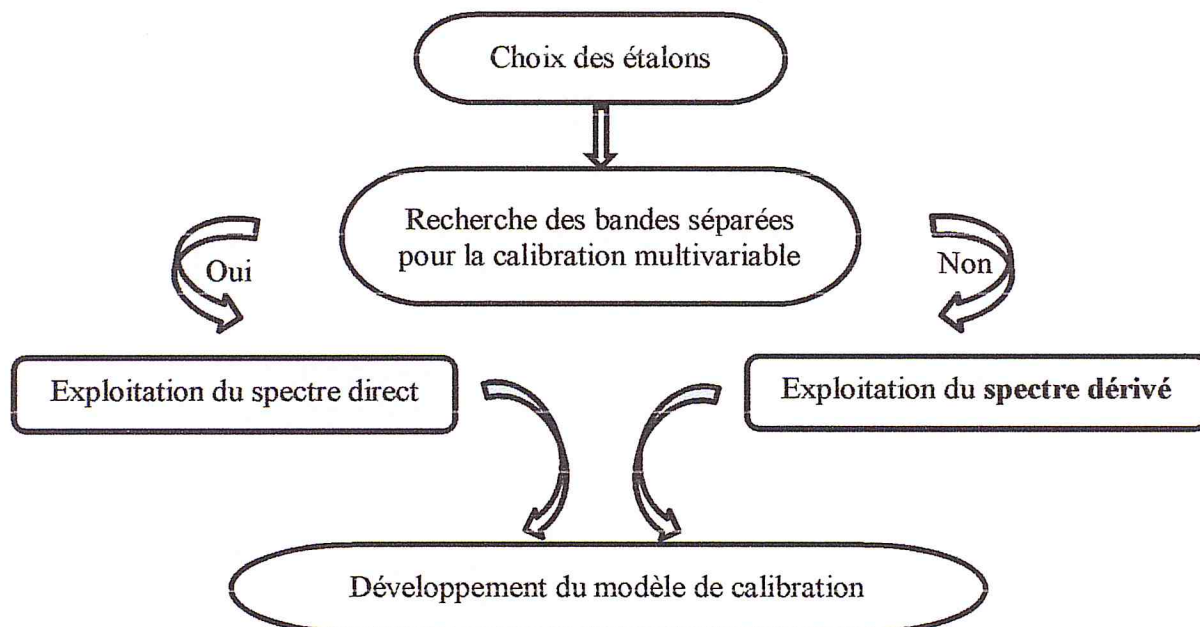 Choix des étalons
Recherche des bandes séparées
pour la calibration multivariable
Oui
Non
Exploitation du spectre direct
Exploitation du spectre dérivé
Développement du modèle de calibration